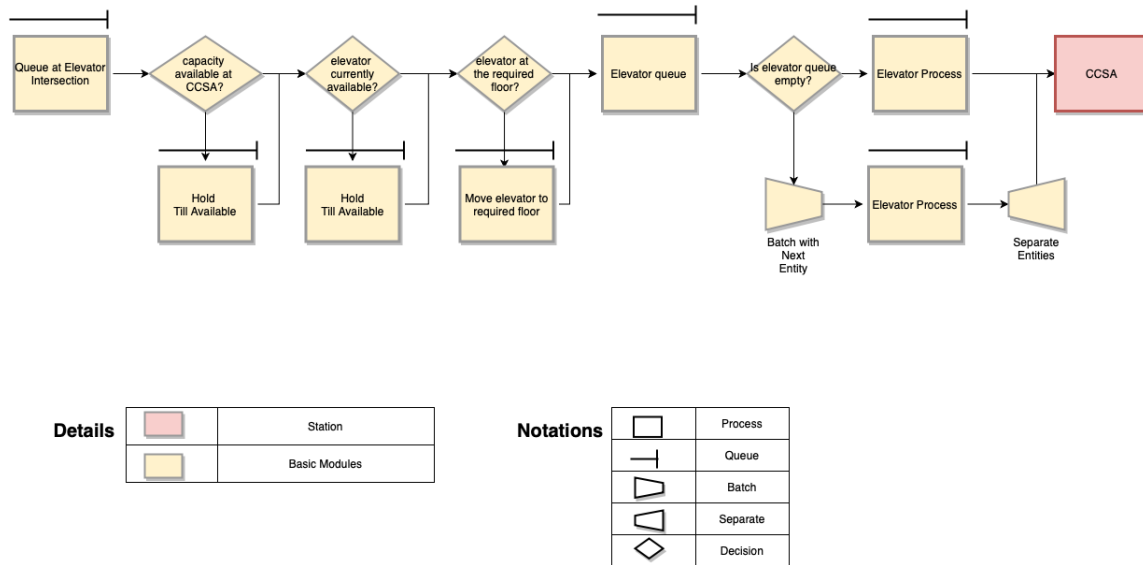 Queue at Elevator
Intersection
capacity
available at
CCSA?
elevator
currently
available?
elevator at
the required
floor?
Elevator queue
Is elevator queue
empty?
Elevator Process
CCSA
Hold
Till Available
Hold
Till Available
Move elevator to
required floor
Batch with
Next
Entity
Elevator Process
Separate
Entities
Details
Station
Basic Modules
Notations
Process
Queue
Batch
Separate
Decision